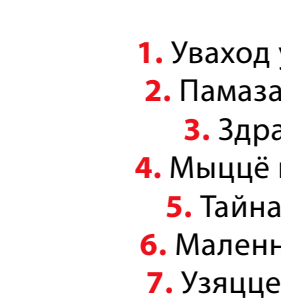 1. Уваход
2. Памаза
3. Здра
4. Мыццё
5. Тайна
6. Маленн
7. Узяцце